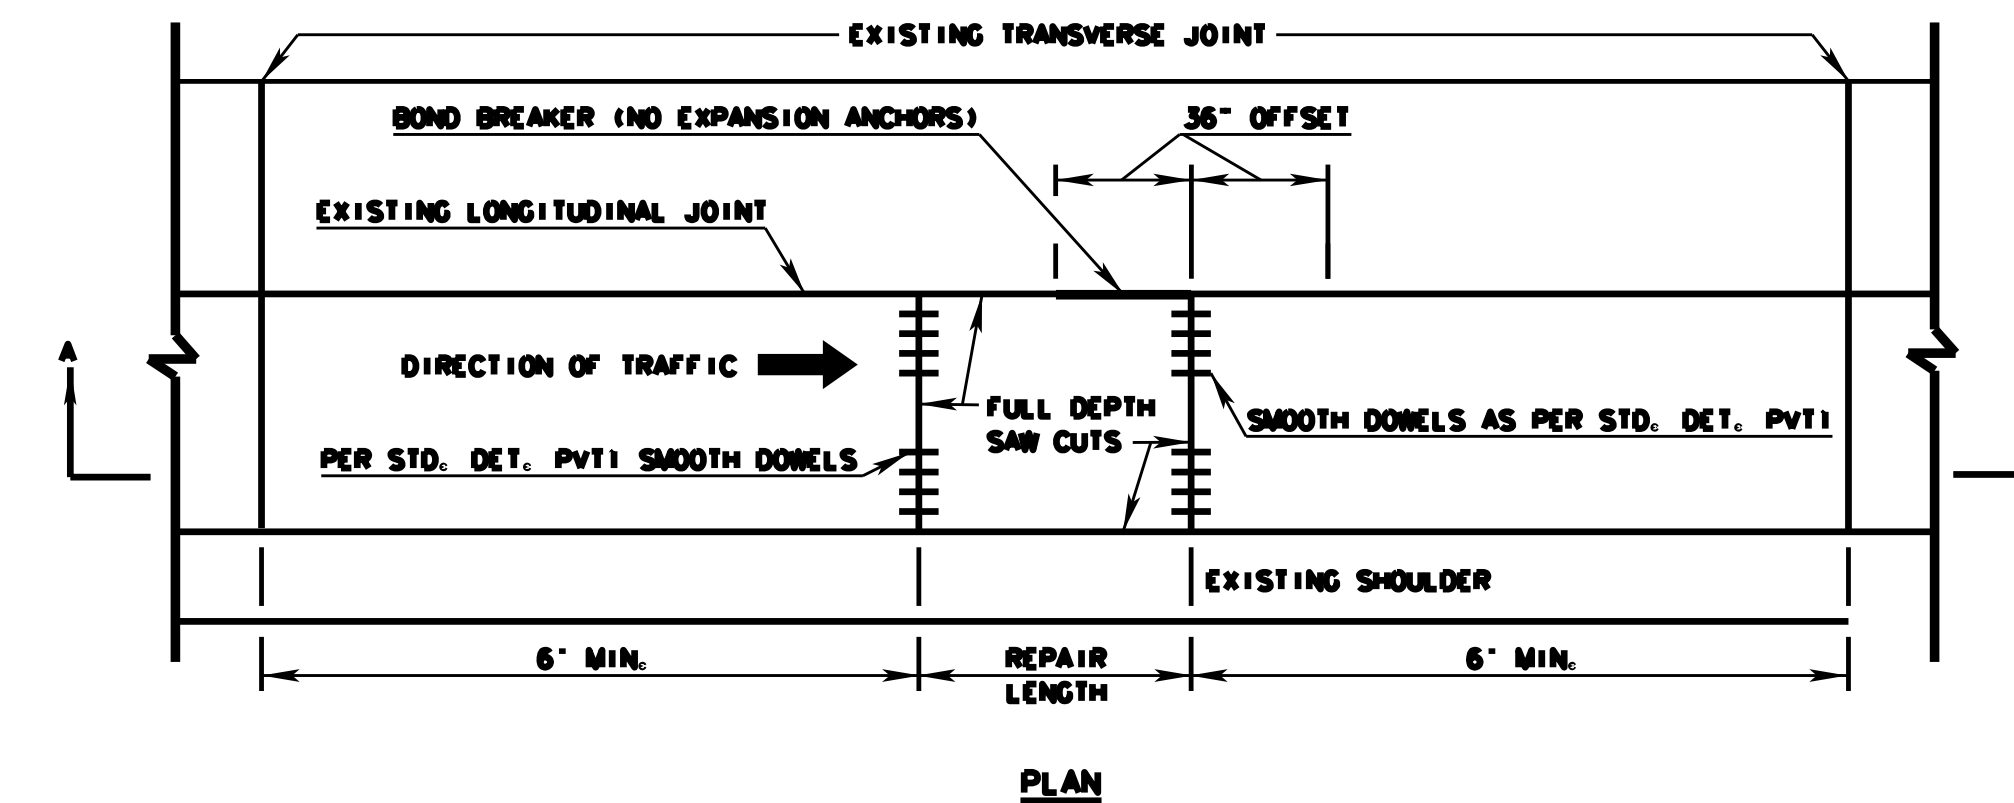 EXISTING TRANSVERSE JOINT
BOND BREAKER (NO EXPANSION ANCHORS)
36" OFFSET
EXISTING LONGITUDINAL JOINT
A
DIRECTION OF TRAFFIC
FULL DEPTH
SAW CUTS
SMOOTH DOWELS AS PER STD. DET. PVT1
PER STD. DET. PVT1 SMOOTH DOWELS
EXISTING SHOULDER
6' MIN.
REPAIR
LENGTH
6' MIN.
PLAN